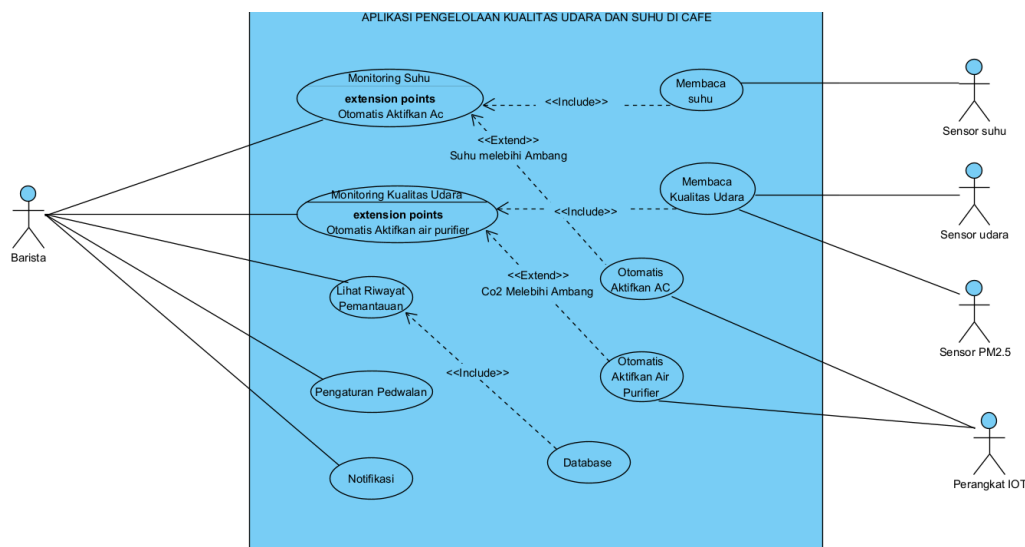 APLIKASI PENGELOLAAN KUALITAS UDARA DAN SUHU DI CAFE
Monitoring Suhu
extension points
Otomatis Aktifkan Ac
<<Include>>
Membaca
suhu
Sensor suhu
<<Extend>>
Suhu melebihi Ambang
Monitoring Kualitas Udara
extension points
Otomatis Aktifkan air purifier
<<Include>>
Membaca
Kualitas Udara
Sensor udara
Barista
<<Extend>>
Co2 Melebihi Ambang
Otomatis
Aktifkan AC
Lihat Riwayat
Pemantauan
Sensor PM2.5
<<Include>>
Otomatis
Aktifkan Air
Purifier
Pengaturan Pedwalan
Database
Notifikasi
Perangkat IOT